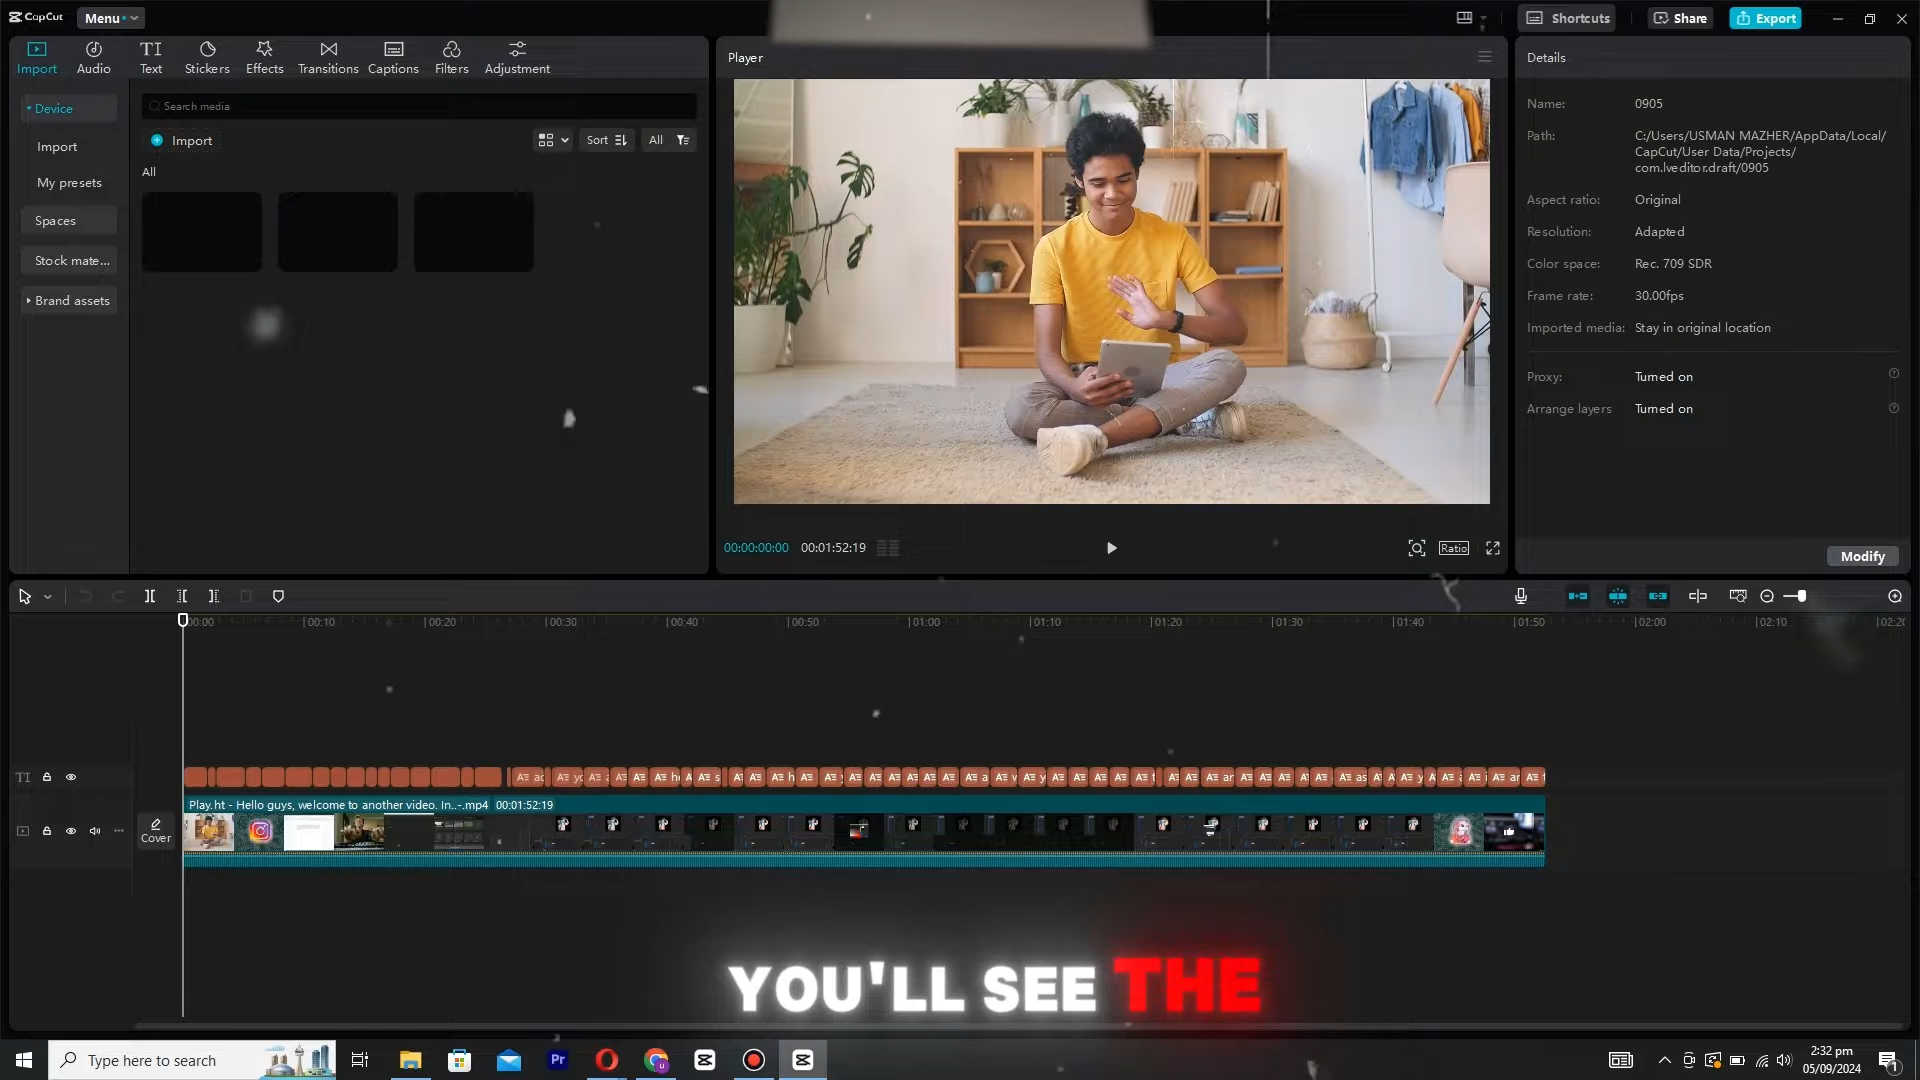 CapCut
Menu
Shortcuts
Share
Export
Import
Audio
Text
Stickers
Effects
Transitions
Captions
Filters
Adjustment
Device
Import
My presets
Spaces
Stock mate...
Brand assets
Search media
Import
Sort
All
All
Player
00:00:00:00
00:01:52:19
Ratio
Details
Name: 0905
Path: C:/Users/USMAN MAZHER/AppData/Local/
CapCut/User Data/Projects/
com.lveditor.draft/0905
Aspect ratio: Original
Resolution: Adapted
Color space: Rec. 709 SDR
Frame rate: 30.00fps
Imported media: Stay in original location
Proxy: Turned on
Arrange layers Turned on
Modify
00:00 00:10 00:20 00:30 00:40 00:50 01:00 01:10 01:20 01:30 01:40 01:50 02:00 02:10
Play.ht - Hello guys, welcome to another video. In..-.mp4 00:01:52:19
Cover
YOU'LL SEE THE
Type here to search
Pr
2:32 pm
05/09/2024